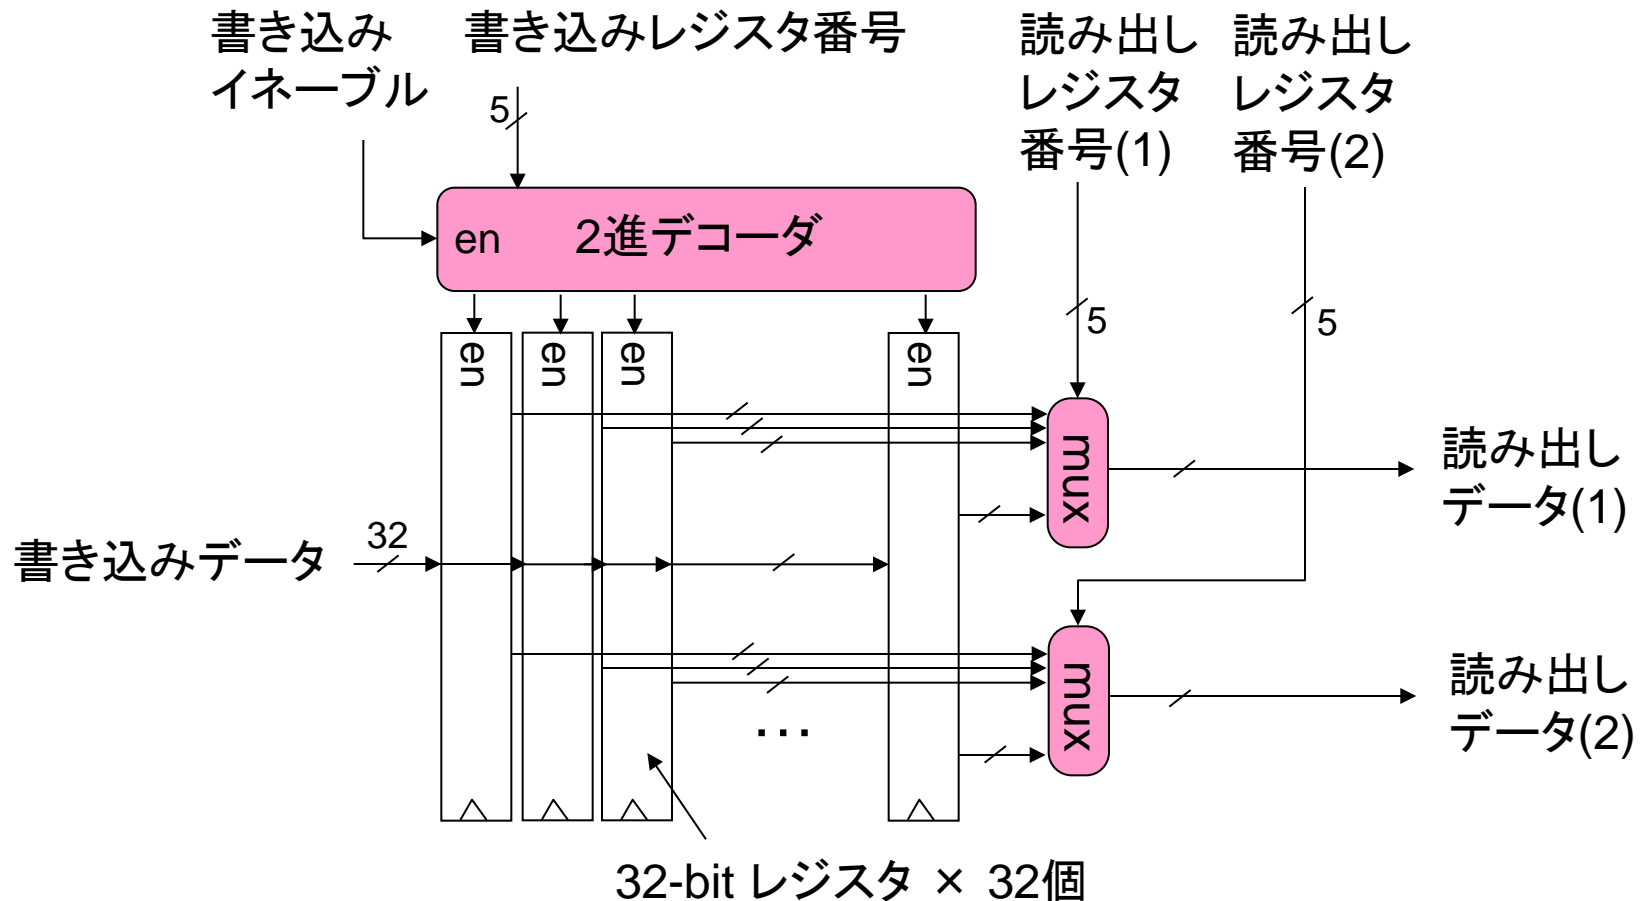 書き込み
イネーブル
書き込みレジスタ番号
読み出し
レジスタ
番号(1)
読み出し
レジスタ
番号(2)
5
en
2進デコーダ
5
5
en
en
en
en
mux
読み出し
データ(1)
32
書き込みデータ
mux
読み出し
データ(2)
…
32-bit レジスタ × 32個